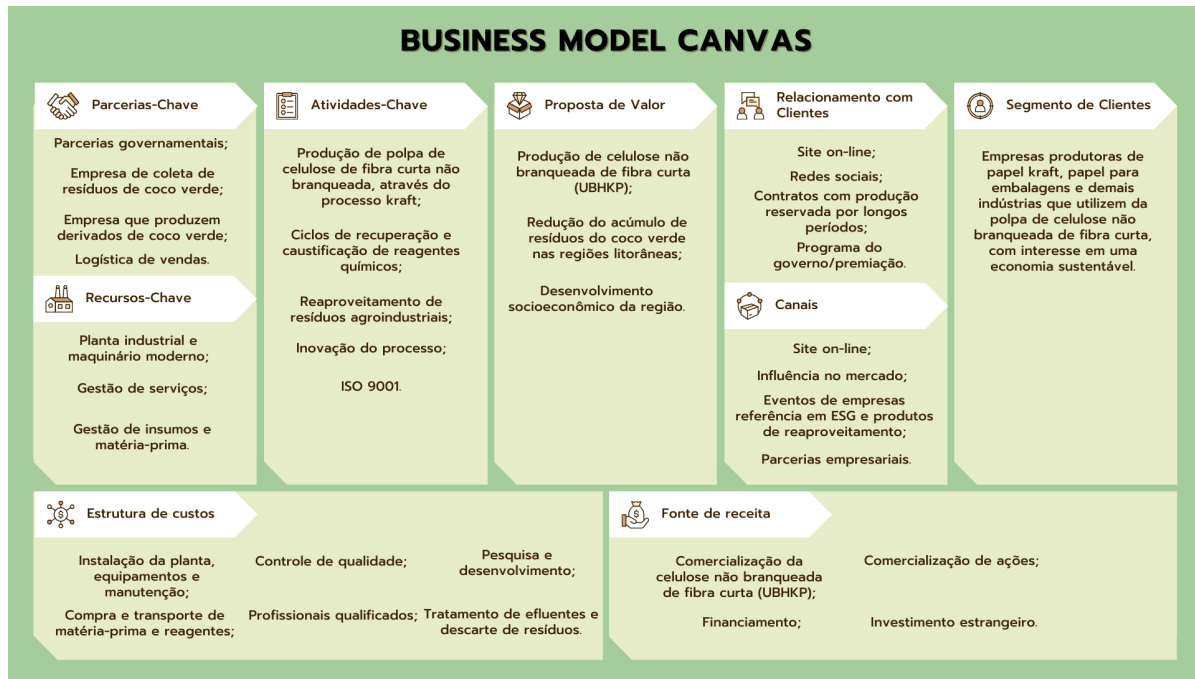 BUSINESS MODEL CANVAS
Parcerias-Chave
Parcerias governamentais;
Empresa de coleta de
resíduos de coco verde;
Empresa que produzem
derivados de coco verde;
Logística de vendas.
Recursos-Chave
Planta industrial e
maquinário moderno;
Gestão de serviços;
Gestão de insumos e
matéria-prima.
Atividades-Chave
Produção de polpa de
celulose de fibra curta não
branqueada, através do
processo kraft;
Ciclos de recuperação e
caustificação de reagentes
químicos;
Reaproveitamento de
resíduos agroindustriais;
Inovação do processo;
ISO 9001.
Proposta de Valor
Produção de celulose não
branqueada de fibra curta
(UBHKP);
Redução do acúmulo de
resíduos do coco verde
nas regiões litorâneas;
Desenvolvimento
socioeconômico da região.
Relacionamento com
Clientes
Site on-line;
Redes sociais;
Contratos com produção
reservada por longos
períodos;
Programa do
governo/premiação.
Canais
Site on-line;
Influência no mercado;
Eventos de empresas
referência em ESG e produtos
de reaproveitamento;
Parcerias empresariais.
Segmento de Clientes
Empresas produtoras de
papel kraft, papel para
embalagens e demais
indústrias que utilizem da
polpa de celulose não
branqueada de fibra curta,
com interesse em uma
economia sustentável.
Estrutura de custos
Instalação da planta,
equipamentos e
manutenção;
Compra e transporte de
matéria-prima e reagentes;
Controle de qualidade;
Profissionais qualificados;
Pesquisa e
desenvolvimento;
Tratamento de efluentes e
descarte de resíduos.
Fonte de receita
Comercialização da
celulose não branqueada
de fibra curta (UBHKP);
Financiamento;
Comercialização de ações;
Investimento estrangeiro.